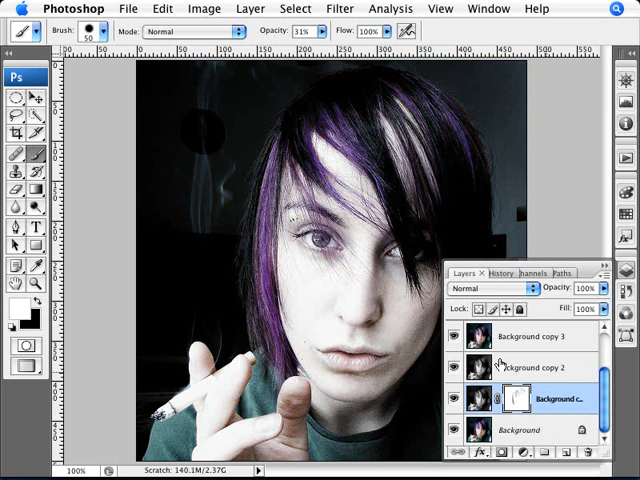 Photoshop File Edit Image Layer Select Filter Analysis View Window Help
Brush: 50 Mode: Normal Opacity: 31% Flow: 100%
Ps
Layers × History Channels Paths
Normal Opacity: 100%
Lock: Fill: 100%
Background copy 3
Background copy 2
Background c...
Background
100% Scratch: 140.1M/2.37G